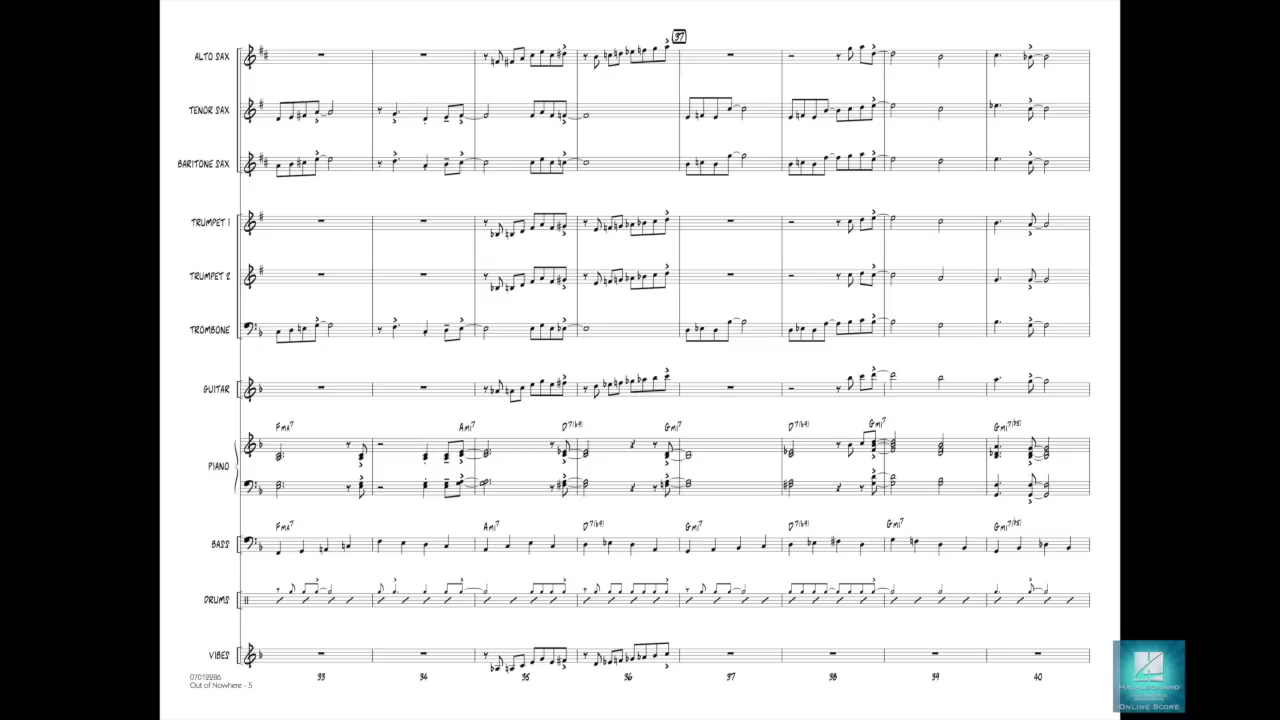 37
ALTO SAX
TENOR SAX
BARITONE SAX
TRUMPET 1
TRUMPET 2
TROMBONE
GUITAR
FMA7 AMI7 D7(b9) GMI7 D7(b9) GMI7 GMI7(b5)
PIANO
FMA7 AMI7 D7(b9) GMI7 D7(b9) GMI7 GMI7(b5)
BASS
DRUMS
VIBES
33 34 35 36 37 38 39 40
07012286
Out of Nowhere - 5
HAL•LEONARD
ONLINE SCORE